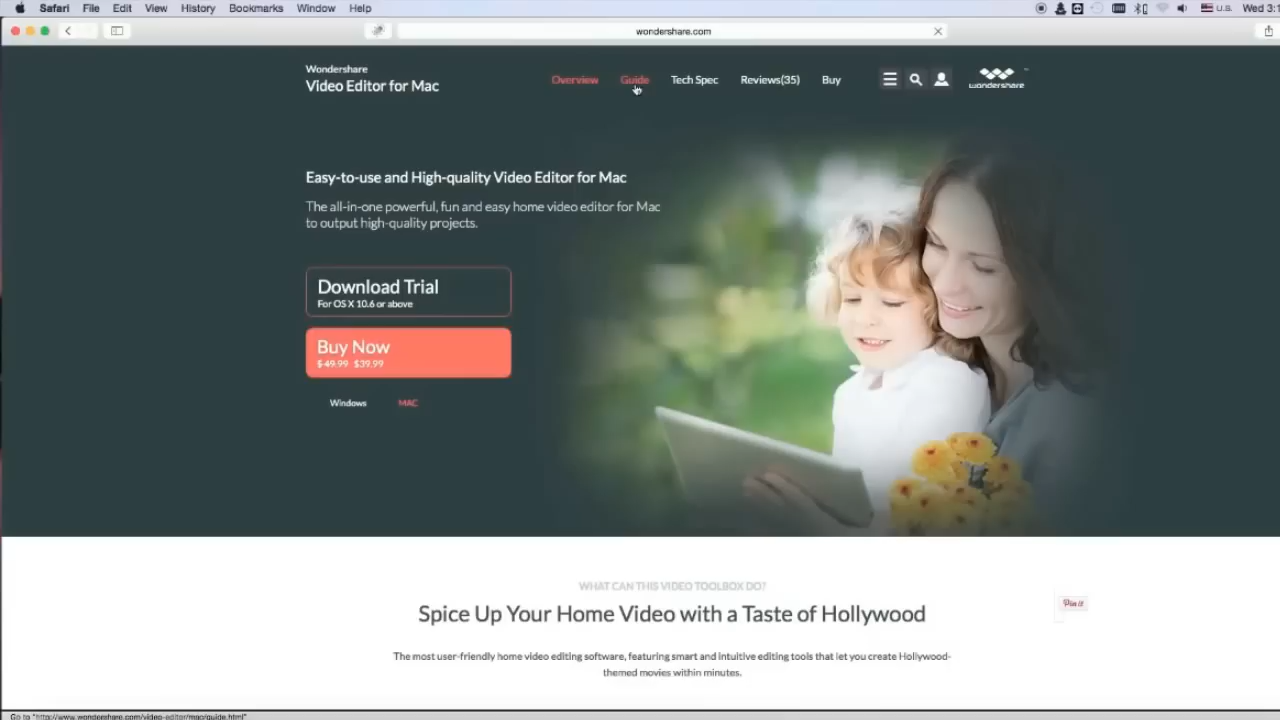 Safari File Edit View History Bookmarks Window Help U.S. Wed 3:1
wondershare.com
Wondershare
Video Editor for Mac
Overview Guide Tech Spec Reviews(35) Buy
wondershare
Easy-to-use and High-quality Video Editor for Mac
The all-in-one powerful, fun and easy home video editor for Mac
to output high-quality projects.
Download Trial
For OS X 10.6 or above
Buy Now
$49.99 $39.99
Windows MAC
WHAT CAN THIS VIDEO TOOLBOX DO?
Spice Up Your Home Video with a Taste of Hollywood
Pin it
The most user-friendly home video editing software, featuring smart and intuitive editing tools that let you create Hollywood-
themed movies within minutes.
Go to "http://www.wondershare.com/video-editor/mac/guide.html"